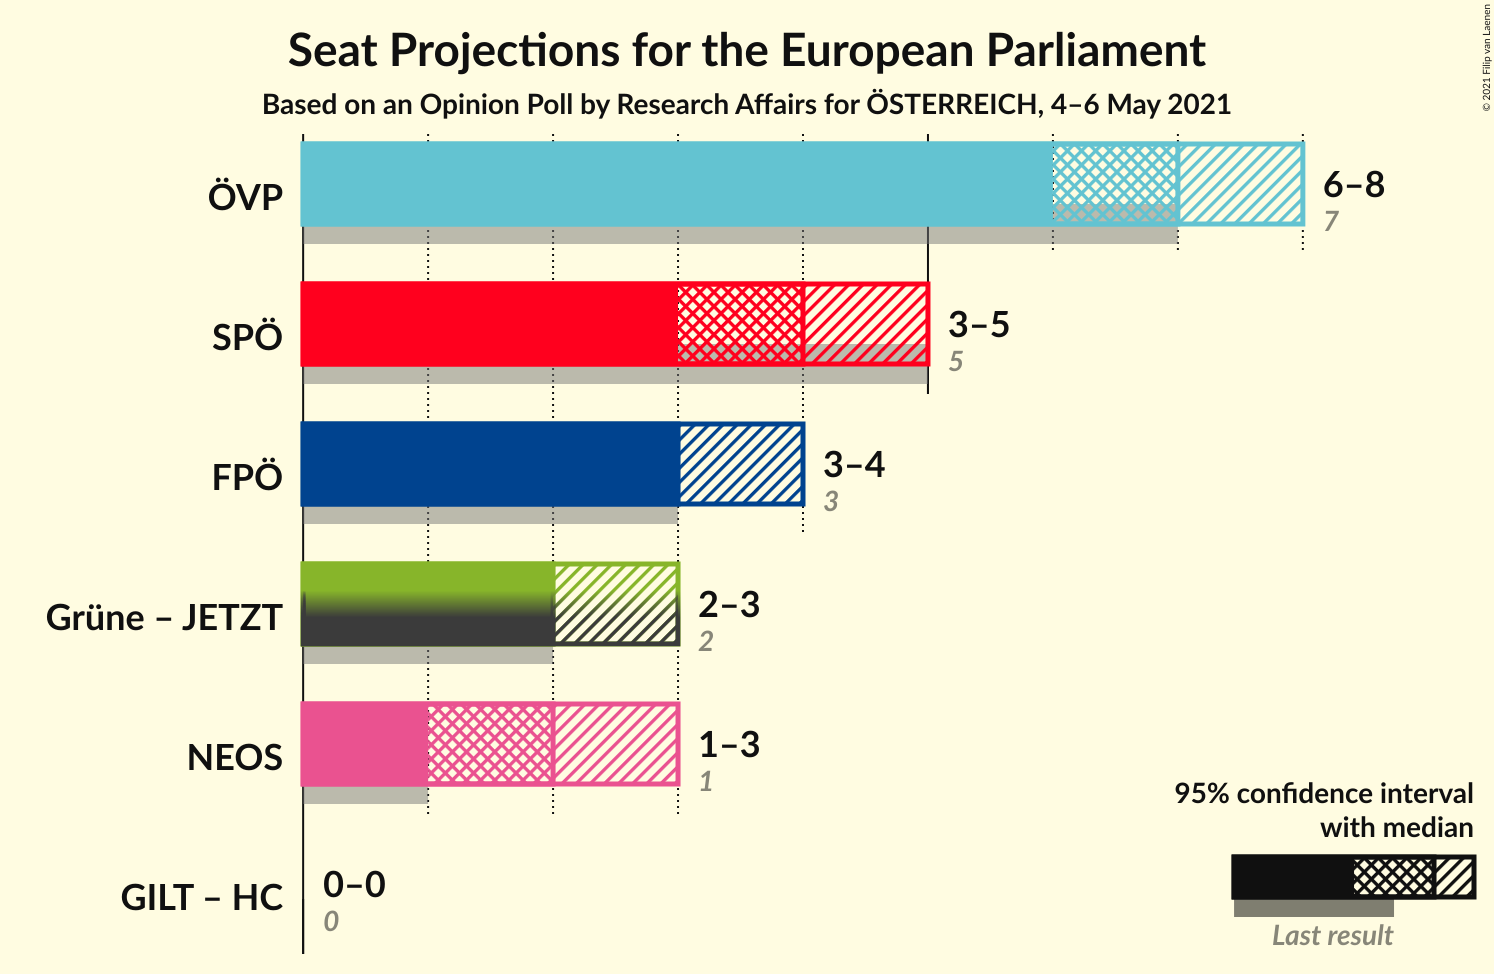 Seat Projections for the European Parliament
Based on an Opinion Poll by Research Affairs for ÖSTERREICH, 4–6 May 2021
© 2021 Filip van Laenen
ÖVP
6–8
7
SPÖ
3–5
5
FPÖ
3–4
3
Grüne – JETZT
2–3
2
NEOS
1–3
1
GILT – HC
0–0
0
95% confidence interval
with median
Last result